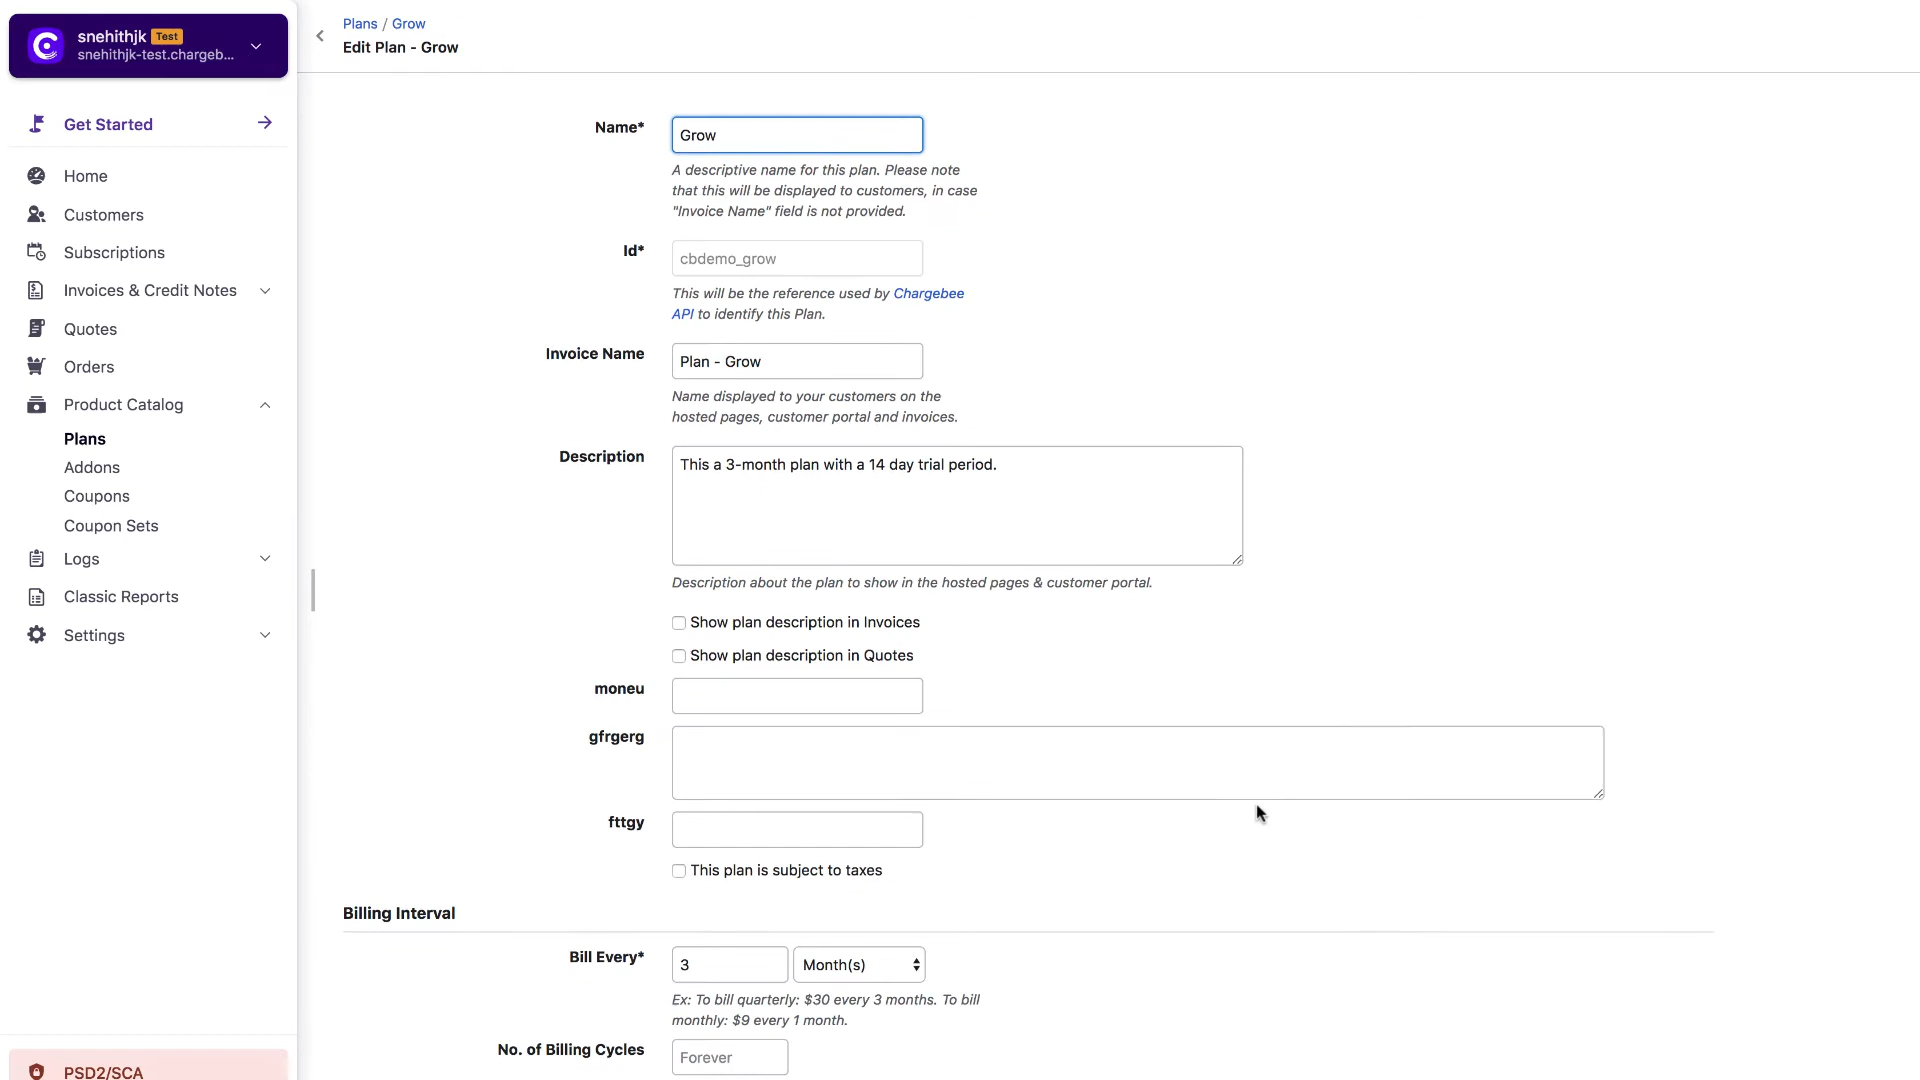 snehithjk Test
snehithjk-test.chargeb...
Get Started
Home
Customers
Subscriptions
Invoices & Credit Notes
Quotes
Orders
Product Catalog
Plans
Addons
Coupons
Coupon Sets
Logs
Classic Reports
Settings
PSD2/SCA
Plans / Grow
Edit Plan - Grow
Name* Grow
A descriptive name for this plan. Please note
that this will be displayed to customers, in case
"Invoice Name" field is not provided.
Id* cbdemo_grow
This will be the reference used by Chargebee
API to identify this Plan.
Invoice Name Plan - Grow
Name displayed to your customers on the
hosted pages, customer portal and invoices.
Description This a 3-month plan with a 14 day trial period.
Description about the plan to show in the hosted pages & customer portal.
Show plan description in Invoices
Show plan description in Quotes
moneu
gfrgerg
fttgy
This plan is subject to taxes
Billing Interval
Bill Every* 3 Month(s)
Ex: To bill quarterly: $30 every 3 months. To bill
monthly: $9 every 1 month.
No. of Billing Cycles Forever